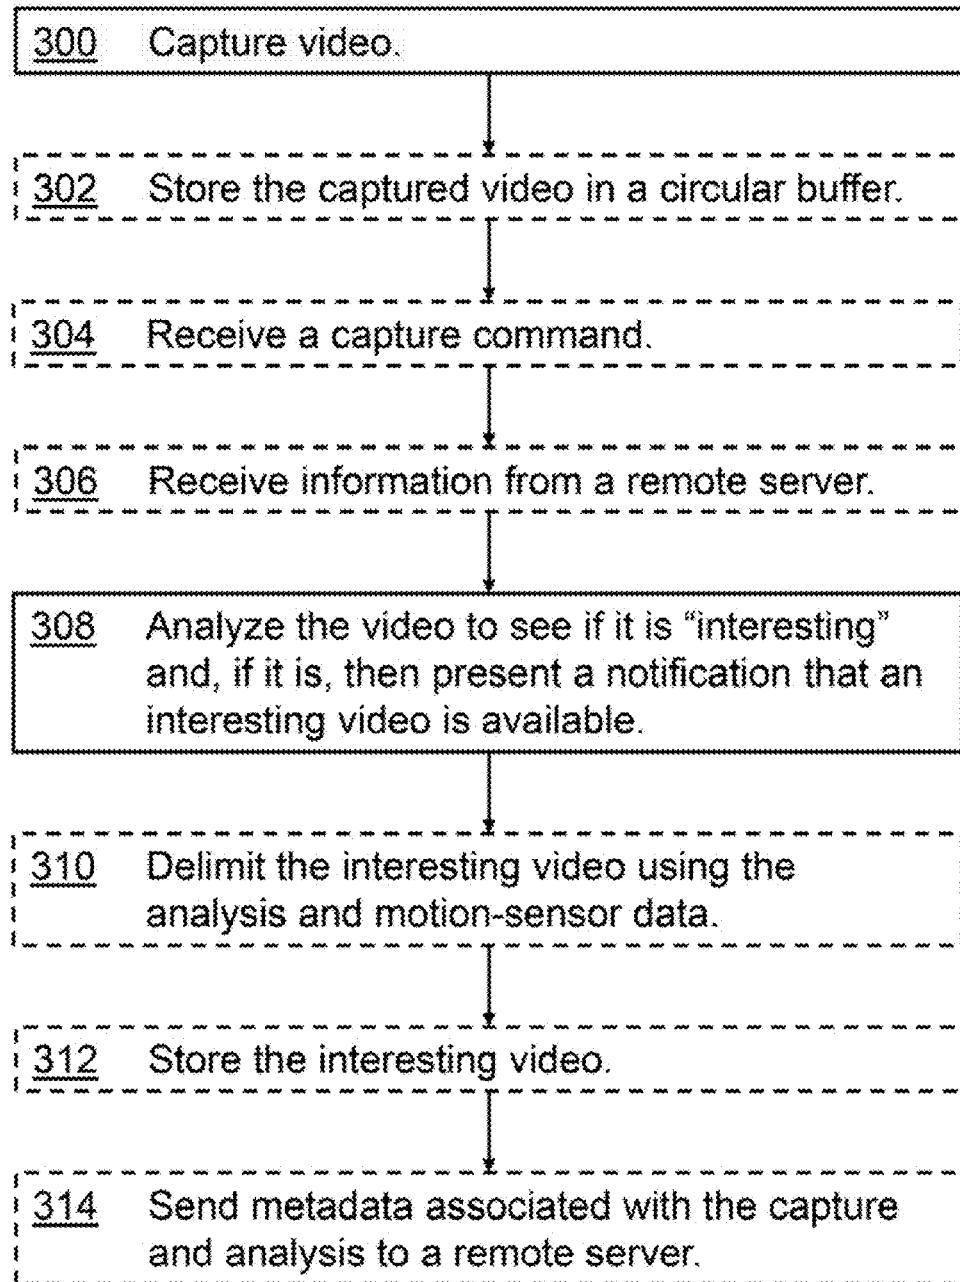 300 Capture video.
302 Store the captured video in a circular buffer.
304 Receive a capture command.
306 Receive information from a remote server.
308 Analyze the video to see if it is “interesting”
and, if it is, then present a notification that an
interesting video is available.
310 Delimit the interesting video using the
analysis and motion-sensor data.
312 Store the interesting video.
314 Send metadata associated with the capture
and analysis to a remote server.